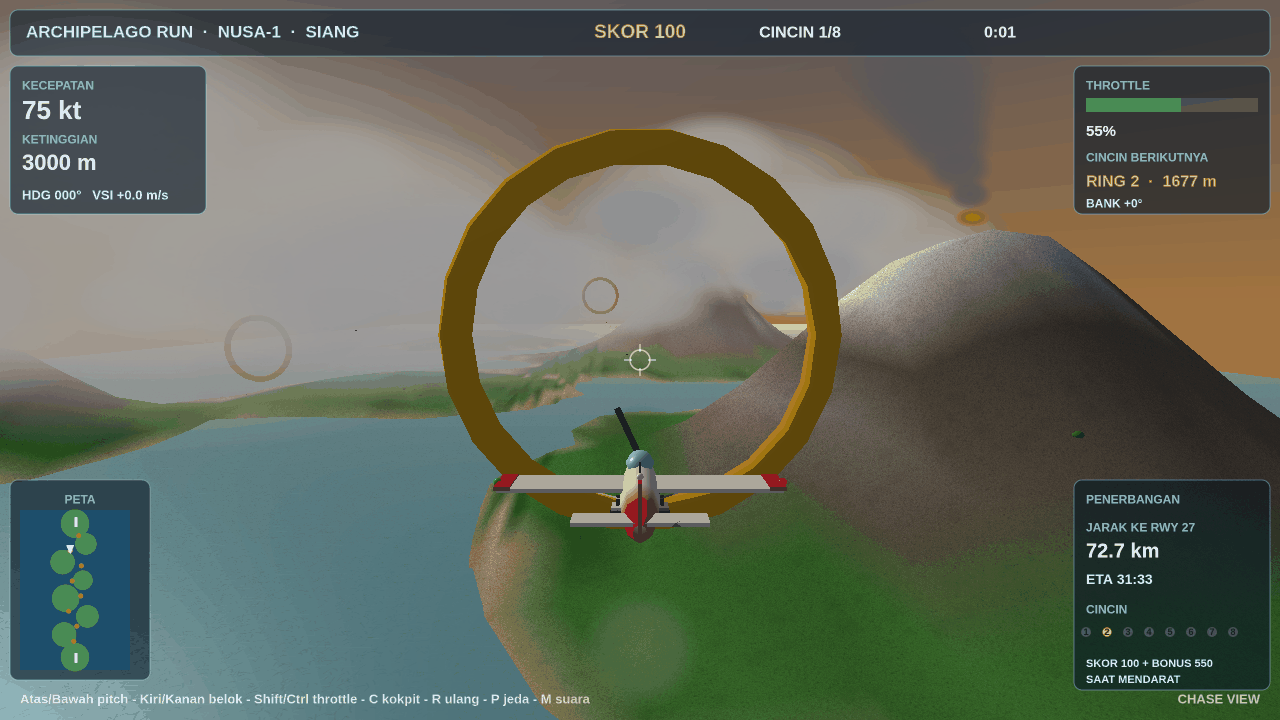 ARCHIPELAGO RUN · NUSA-1 · SIANG
SKOR 100
CINCIN 1/8
0:01
KECEPATAN
75 kt
KETINGGIAN
3000 m
HDG 000° VSI +0.0 m/s
THROTTLE
55%
CINCIN BERIKUTNYA
RING 2 · 1677 m
BANK +0°
PETA
PENERBANGAN
JARAK KE RWY 27
72.7 km
ETA 31:33
CINCIN
1 2 3 4 5 6 7 8
SKOR 100 + BONUS 550
SAAT MENDARAT
Atas/Bawah pitch - Kiri/Kanan belok - Shift/Ctrl throttle - C kokpit - R ulang - P jeda - M suara
CHASE VIEW